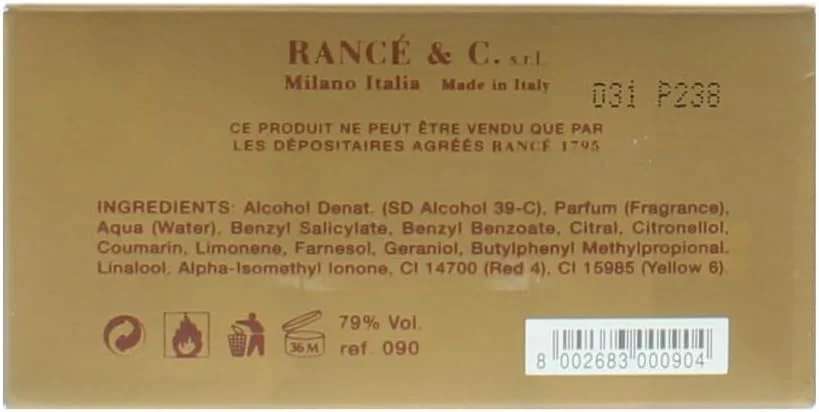 RANCÉ & C. s.r.l.
Milano Italia Made in Italy
031 P238
CE PRODUIT NE PEUT ÊTRE VENDU QUE PAR
LES DÉPOSITAIRES AGRÉÉS RANCÉ 1795
INGREDIENTS: Alcohol Denat. (SD Alcohol 39-C), Parfum (Fragrance),
Aqua (Water), Benzyl Salicylate, Benzyl Benzoate, Citral, Citronellol,
Coumarin, Limonene, Farnesol, Geraniol, Butylphenyl Methylpropional.
Linalool, Alpha-Isomethyl Ionone, CI 14700 (Red 4), CI 15985 (Yellow 6)
36 M
79% Vol.
ref. 090
8 002683 000904